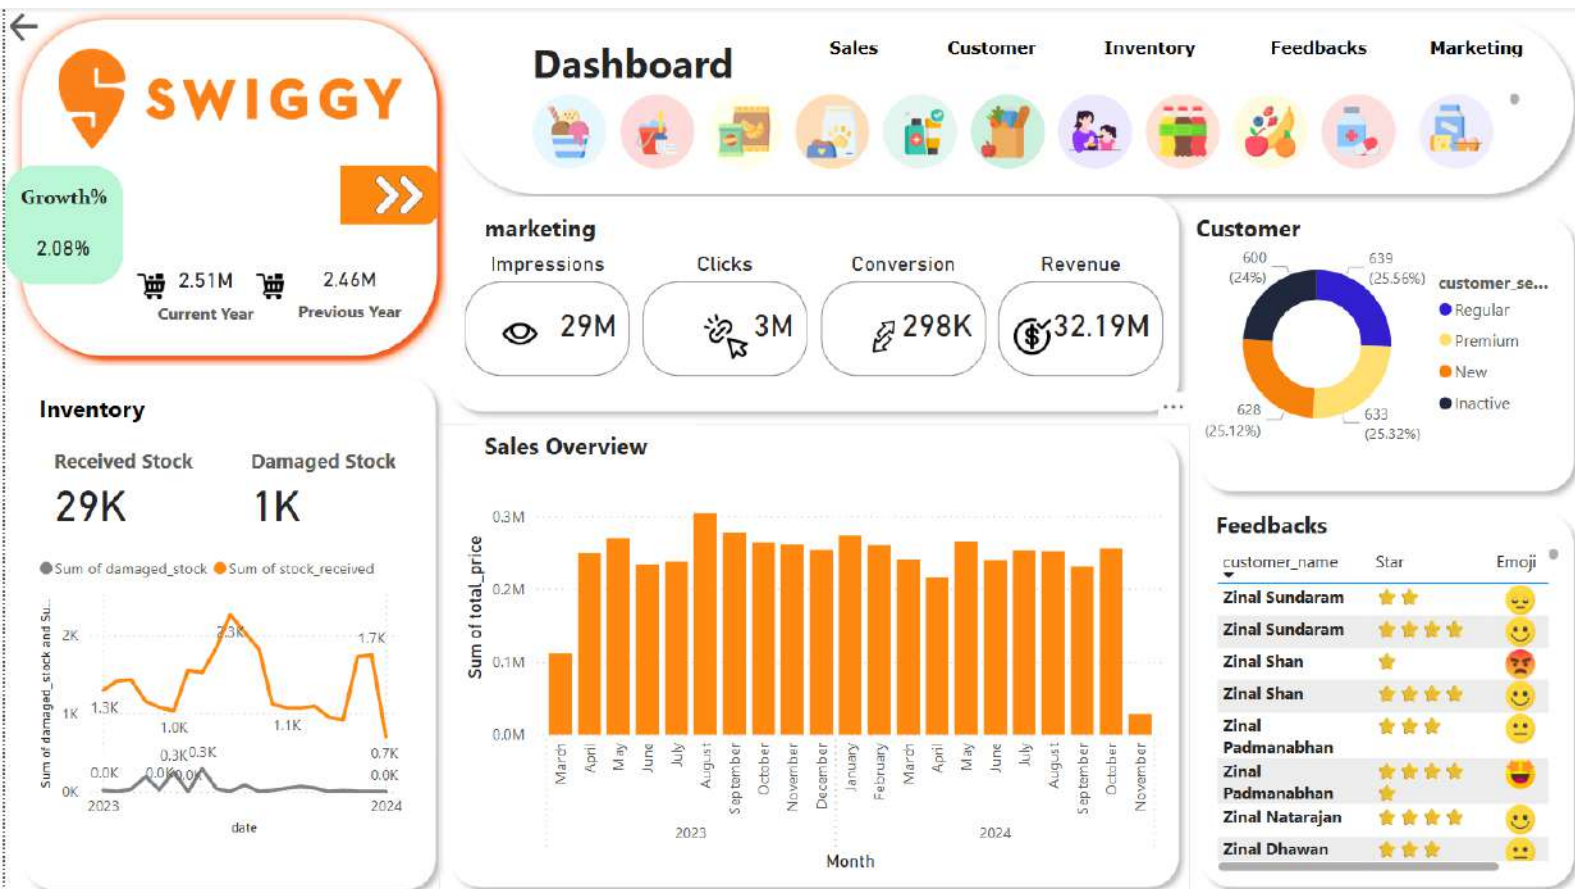 SWIGGY
Growth%
2.08%
2.51M
Current Year
2.46M
Previous Year
Dashboard
Sales
Customer
Inventory
Feedbacks
Marketing
marketing
Impressions
Clicks
Conversion
Revenue
29M
3M
298K
32.19M
Customer
600
(24%)
639
(25.56%)
628
(25.12%)
633
(25.32%)
customer_se...
Regular
Premium
New
Inactive
Inventory
Received Stock
Damaged Stock
29K
1K
Sum of damaged_stock
Sum of stock_received
Sum of damaged_stock and Su...
2K
1K
0K
1.3K
1.0K
2.3K
1.1K
1.7K
0.7K
0.0K
0.0K
0.3K
0.0K
0.3K
0.0K
2023
2024
date
Sales Overview
Sum of total_price
0.3M
0.2M
0.1M
0.0M
March
April
May
June
July
August
September
October
November
December
January
February
March
April
May
June
July
August
September
October
November
2023
2024
Month
Feedbacks
customer_name Star Emoji
Zinal Sundaram
Zinal Sundaram
Zinal Shan
Zinal Shan
Zinal
Padmanabhan
Zinal
Padmanabhan
Zinal Natarajan
Zinal Dhawan